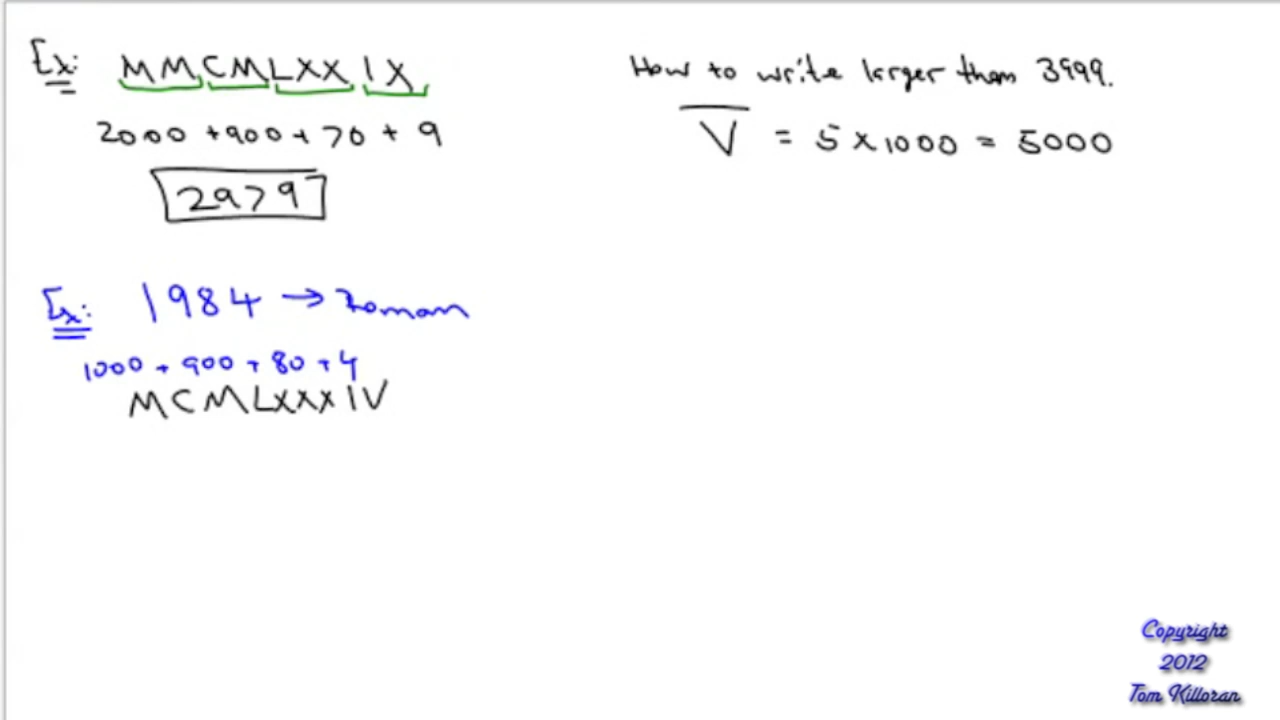 Ex: MMCMLXXIX
2000 + 900 + 70 + 9
2979
Ex: 1984 → Roman
1000 + 900 + 80 + 4
MCMLXXXIV
How to write larger than 3999.
V̅ = 5 × 1000 = 5000
Copyright
2012
Tom Killoran